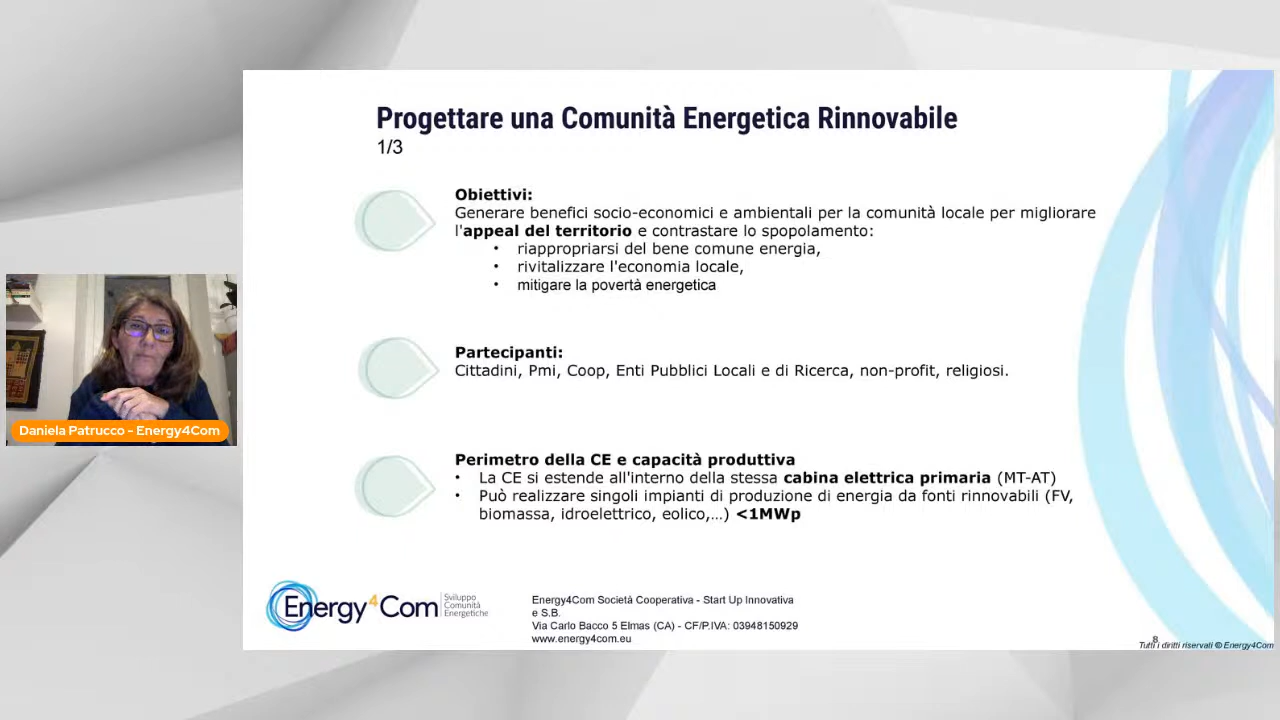 Progettare una Comunità Energetica Rinnovabile
1/3
Obiettivi:
Generare benefici socio-economici e ambientali per la comunità locale per migliorare
l'appeal del territorio e contrastare lo spopolamento:
• riappropriarsi del bene comune energia,
• rivitalizzare l'economia locale,
• mitigare la povertà energetica
Partecipanti:
Cittadini, Pmi, Coop, Enti Pubblici Locali e di Ricerca, non-profit, religiosi.
Daniela Patrucco - Energy4Com
Perimetro della CE e capacità produttiva
• La CE si estende all'interno della stessa cabina elettrica primaria (MT-AT)
• Può realizzare singoli impianti di produzione di energia da fonti rinnovabili (FV,
biomassa, idroelettrico, eolico,...) <1MWp
Energy4Com
Sviluppo
Comunità
Energetiche
Energy4Com Società Cooperativa - Start Up Innovativa
e S.B.
Via Carlo Bacco 5 Elmas (CA) - CF/P.IVA: 03948150929
www.energy4com.eu
8
Tutti i diritti riservati © Energy4Com